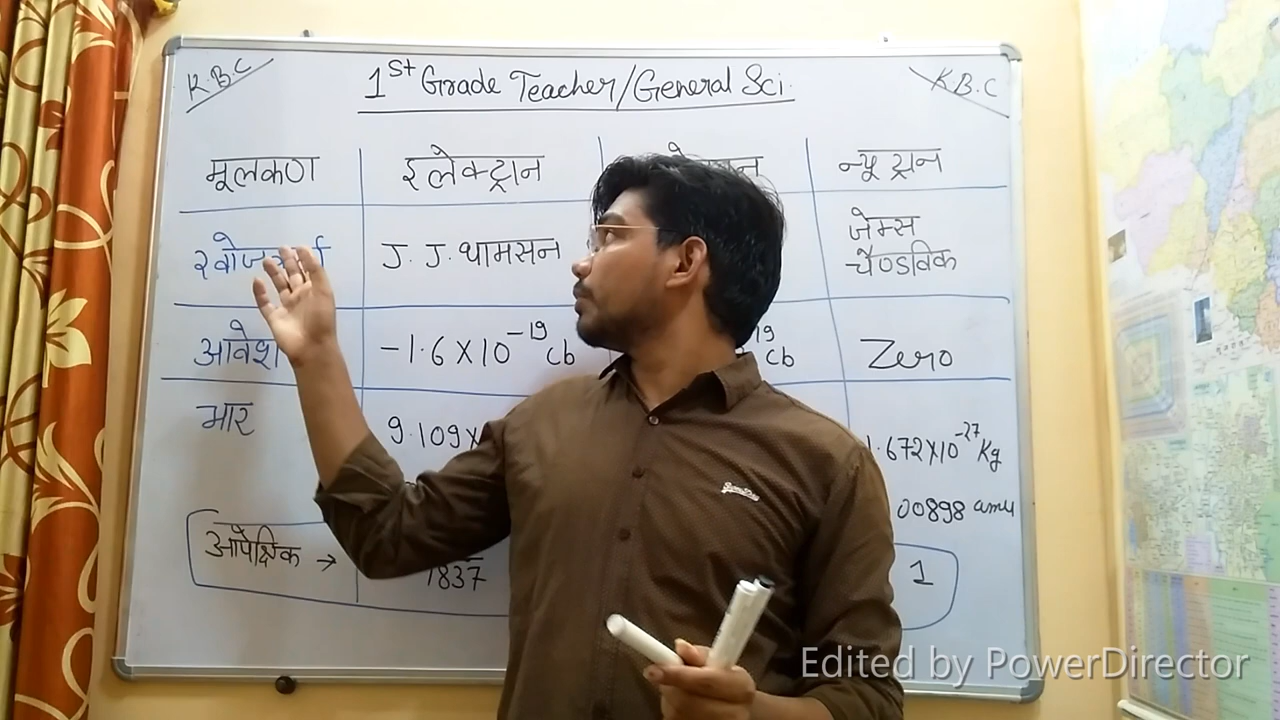 K.B.C
1st Grade Teacher/General Sci.
K.B.C
मूलकण
इलेक्ट्रान
न्यूट्रान
खोजकर्ता
J. J. थामसन
जेम्स
चैण्डविक
आवेश
-1.6 X 10^-19 Cb
19 Cb
Zero
भार
9.109 X
1.672 X 10^-27 Kg
00898 amu
आपेक्षिक →
1837
1
Edited by PowerDirector